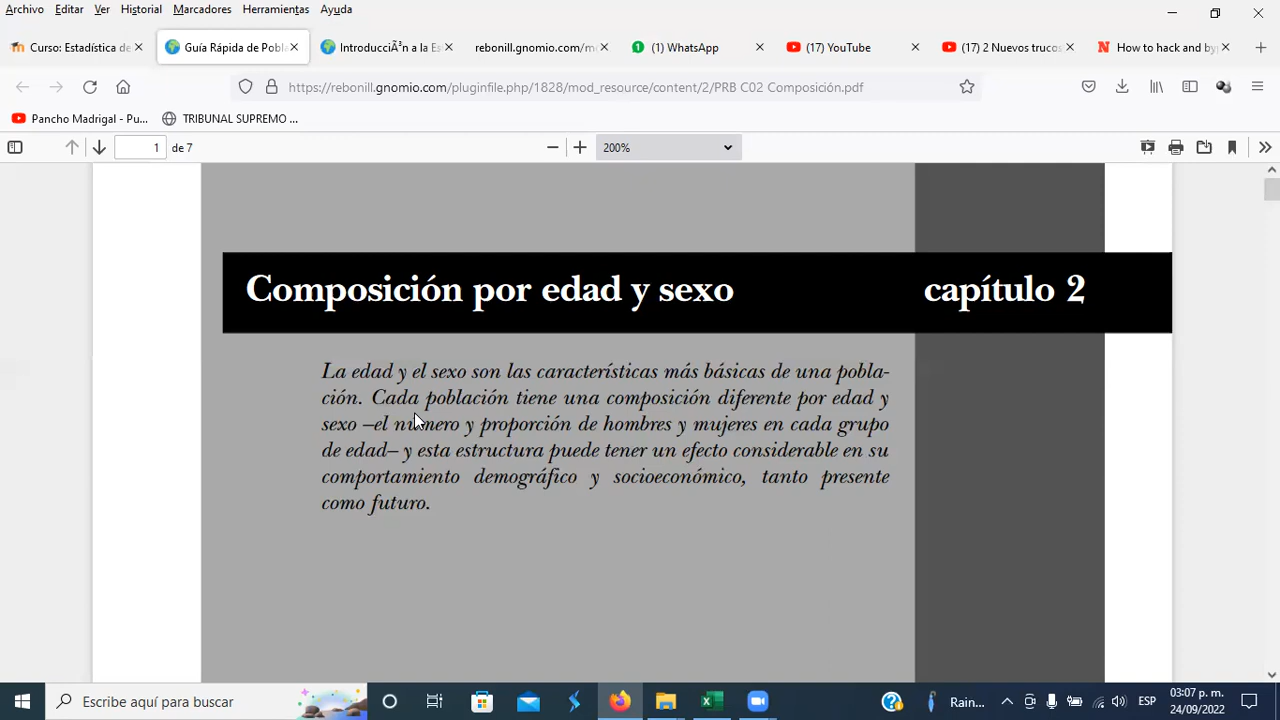 Archivo Editar Ver Historial Marcadores Herramientas Ayuda
Curso: Estadística de
Guía Rápida de Pobla
IntroducciÃ³n a la Es
rebonill.gnomio.com/mo
1
(1) WhatsApp
(17) YouTube
(17) 2 Nuevos trucos
N
How to hack and byp
https://rebonill.gnomio.com/pluginfile.php/1828/mod_resource/content/2/PRB C02 Composición.pdf
Pancho Madrigal - Pu...
TRIBUNAL SUPREMO ...
1 de 7
200%
Composición por edad y sexo
capítulo 2
La edad y el sexo son las características más básicas de una pobla-
ción. Cada población tiene una composición diferente por edad y
sexo –el número y proporción de hombres y mujeres en cada grupo
de edad– y esta estructura puede tener un efecto considerable en su
comportamiento demográfico y socioeconómico, tanto presente
como futuro.
Escribe aquí para buscar
Rain...
ESP
03:07 p. m.
24/09/2022